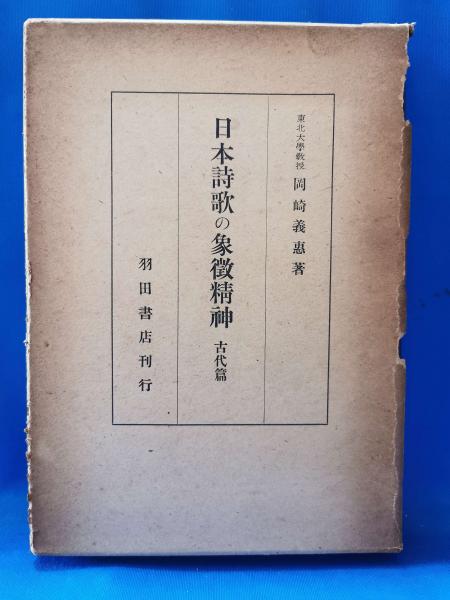 東北大學教授 岡崎義惠著
日本詩歌の象徵精神 古代篇
羽田書店刊行